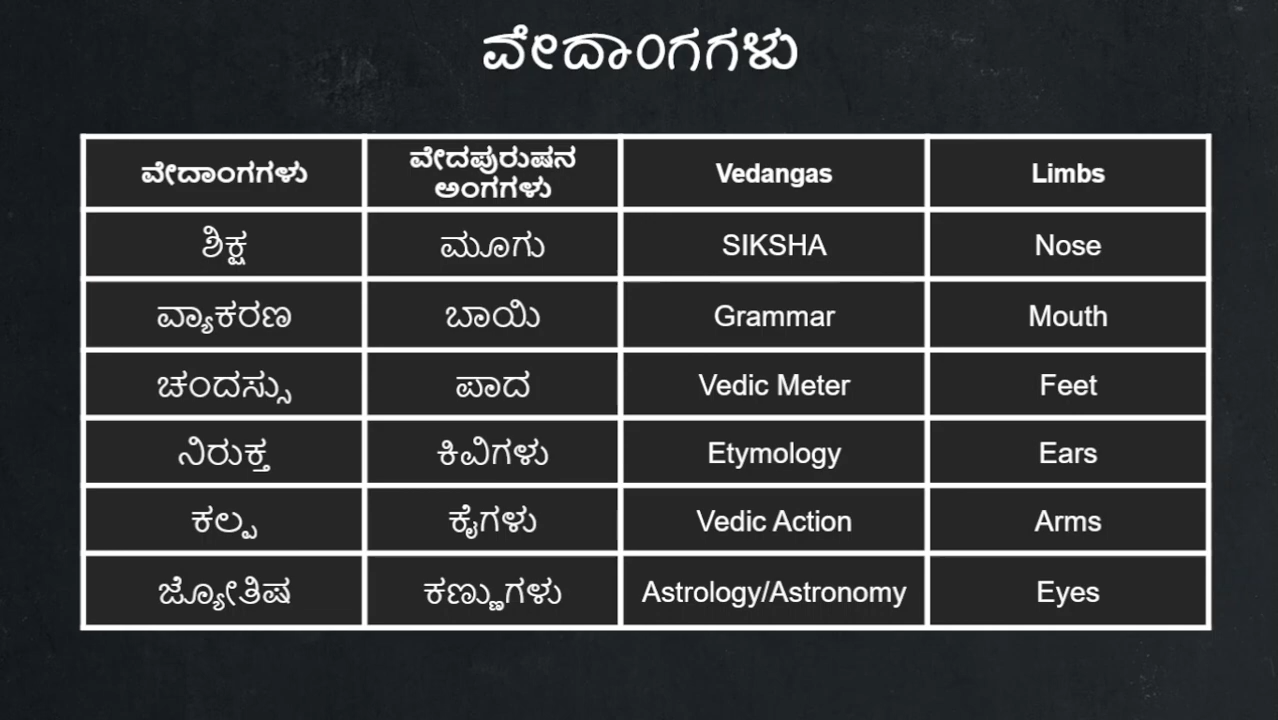 ವೇದಾಂಗಗಳು
ವೇದಾಂಗಗಳು ವೇದಪುರುಷನ ಅಂಗಗಳು Vedangas Limbs
ಶಿಕ್ಷ ಮೂಗು SIKSHA Nose
ವ್ಯಾಕರಣ ಬಾಯಿ Grammar Mouth
ಚಂದಸ್ಸು ಪಾದ Vedic Meter Feet
ನಿರುಕ್ತ ಕಿವಿಗಳು Etymology Ears
ಕಲ್ಪ ಕೈಗಳು Vedic Action Arms
ಜ್ಯೋತಿಷ ಕಣ್ಣುಗಳು Astrology/Astronomy Eyes